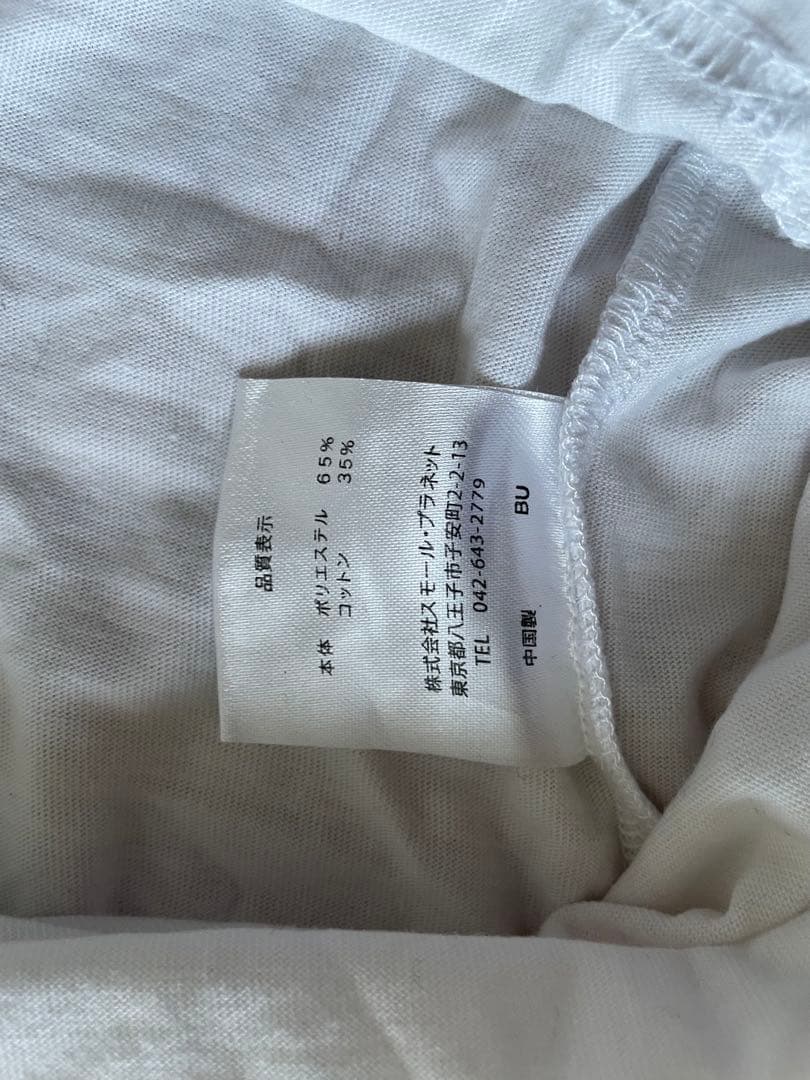 品質表示
本体 ポリエステル 65%
コットン 35%
株式会社スモール・プラネット
東京都八王子市子安町2-2-13
TEL 042-643-2779
中国製 BU